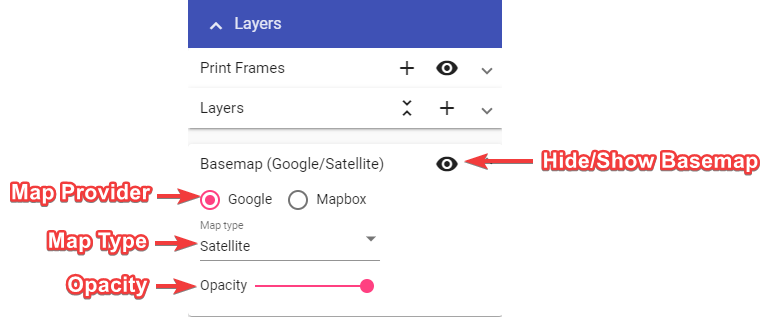 Layers
Print Frames
Layers
Basemap (Google/Satellite)
Hide/Show Basemap
Map Provider
Google
Mapbox
Map type
Map Type
Satellite
Opacity
Opacity